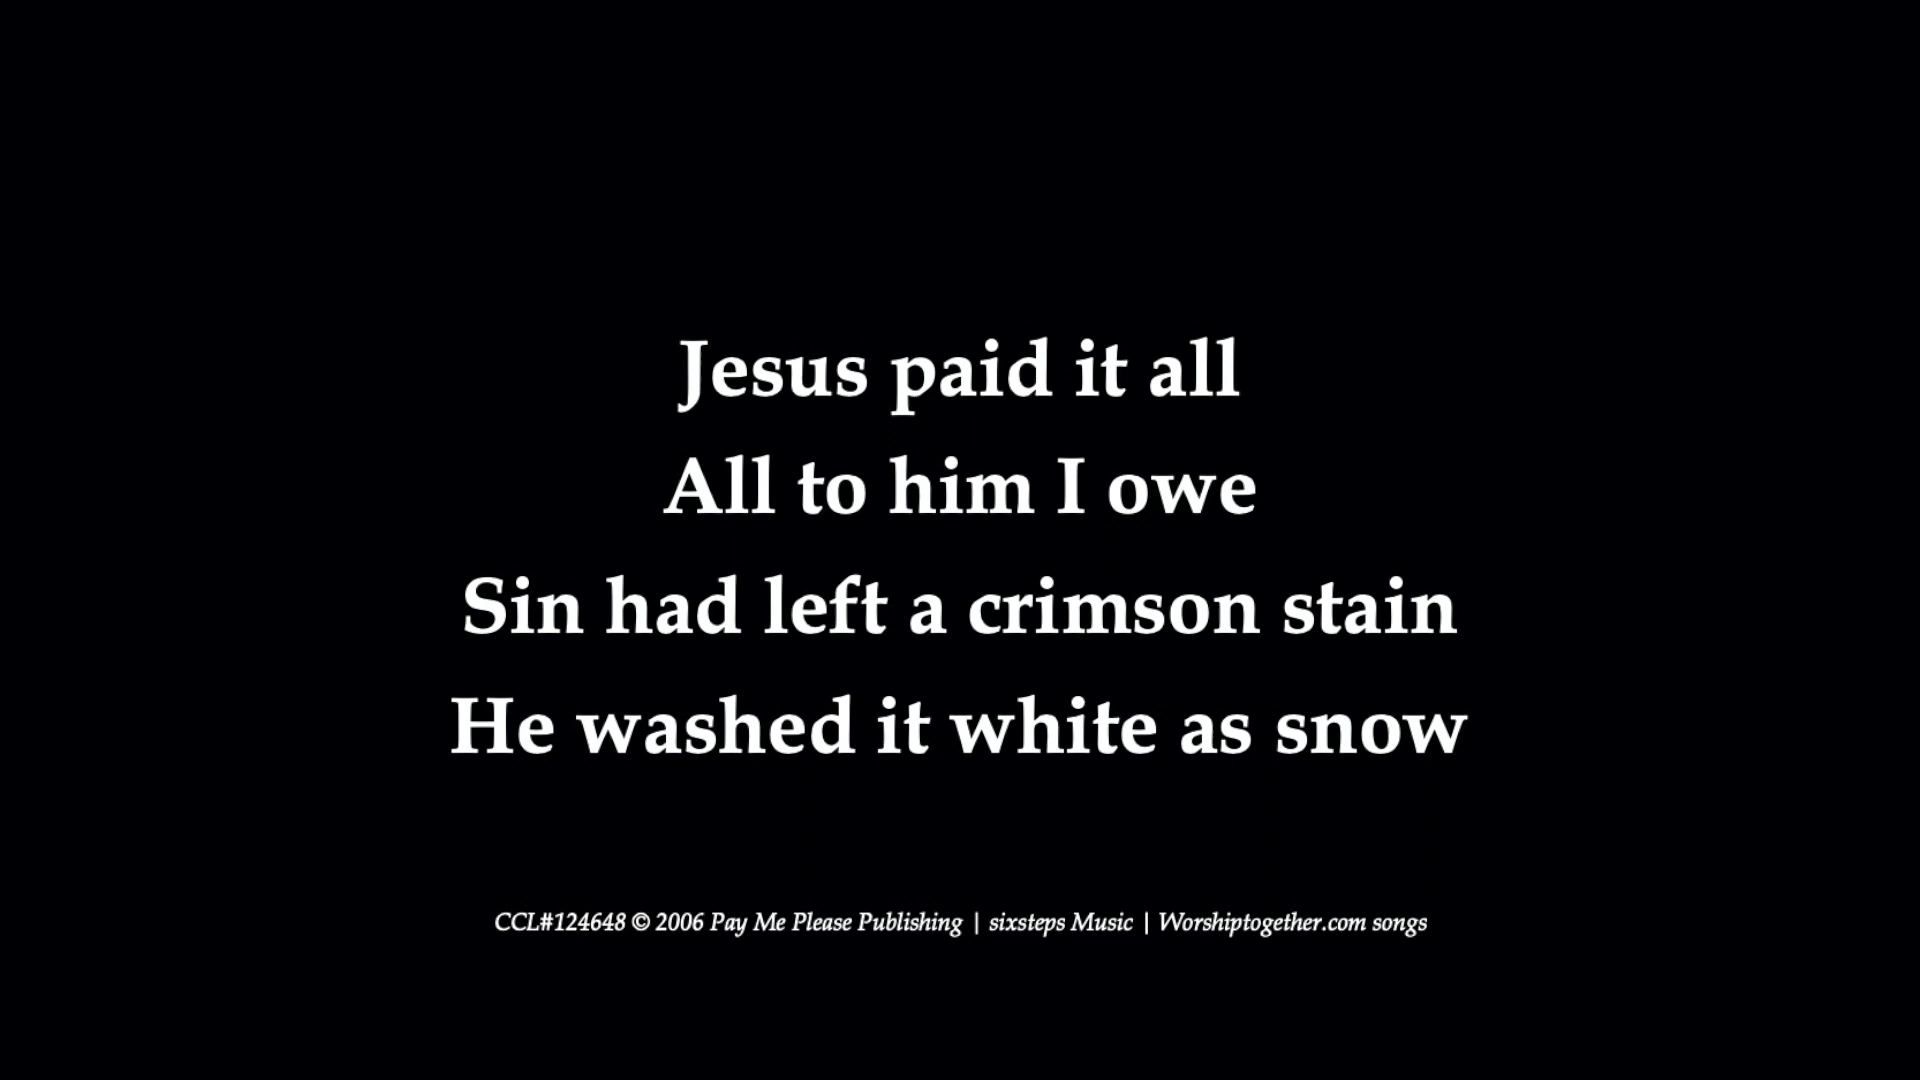 Jesus paid it all
All to him I owe
Sin had left a crimson stain
He washed it white as snow
CCL#124648 © 2006 Pay Me Please Publishing | sixsteps Music | Worshiptogether.com songs